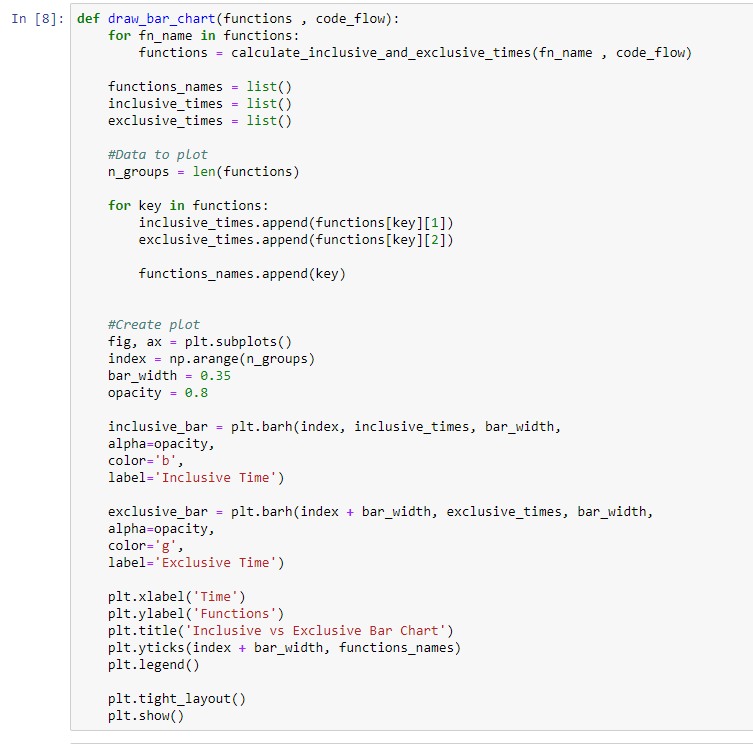 In [8]: def draw_bar_chart(functions , code_flow):
    for fn_name in functions:
        functions = calculate_inclusive_and_exclusive_times(fn_name , code_flow)

    functions_names = list()
    inclusive_times = list()
    exclusive_times = list()

    #Data to plot
    n_groups = len(functions)

    for key in functions:
        inclusive_times.append(functions[key][1])
        exclusive_times.append(functions[key][2])

        functions_names.append(key)


    #Create plot
    fig, ax = plt.subplots()
    index = np.arange(n_groups)
    bar_width = 0.35
    opacity = 0.8

    inclusive_bar = plt.barh(index, inclusive_times, bar_width,
    alpha=opacity,
    color='b',
    label='Inclusive Time')

    exclusive_bar = plt.barh(index + bar_width, exclusive_times, bar_width,
    alpha=opacity,
    color='g',
    label='Exclusive Time')

    plt.xlabel('Time')
    plt.ylabel('Functions')
    plt.title('Inclusive vs Exclusive Bar Chart')
    plt.yticks(index + bar_width, functions_names)
    plt.legend()

    plt.tight_layout()
    plt.show()